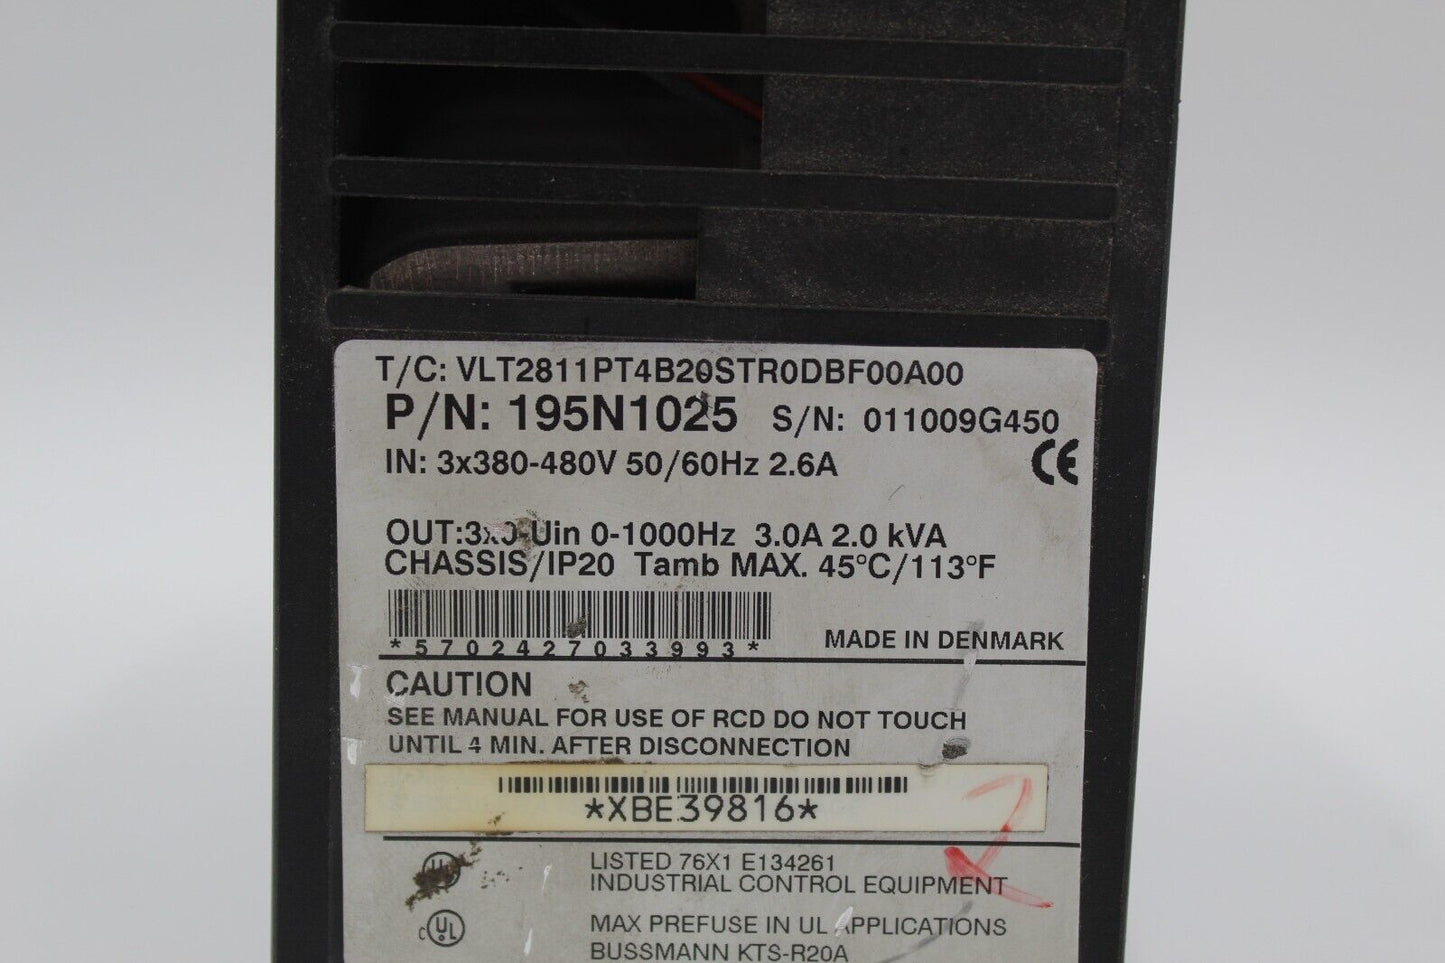 T/C: VLT2811PT4B20STR0DBF00A00
P/N: 195N1025 S/N: 011009G450
IN: 3x380-480V 50/60Hz 2.6A
CE
OUT:3x0-Uin 0-1000Hz 3.0A 2.0 kVA
CHASSIS/IP20 Tamb MAX. 45°C/113°F
*5702427033993*
MADE IN DENMARK
CAUTION
SEE MANUAL FOR USE OF RCD DO NOT TOUCH
UNTIL 4 MIN. AFTER DISCONNECTION
*XBE39816*
2
UL LISTED 76X1 E134261
INDUSTRIAL CONTROL EQUIPMENT
c UL MAX PREFUSE IN UL APPLICATIONS
BUSSMANN KTS-R20A